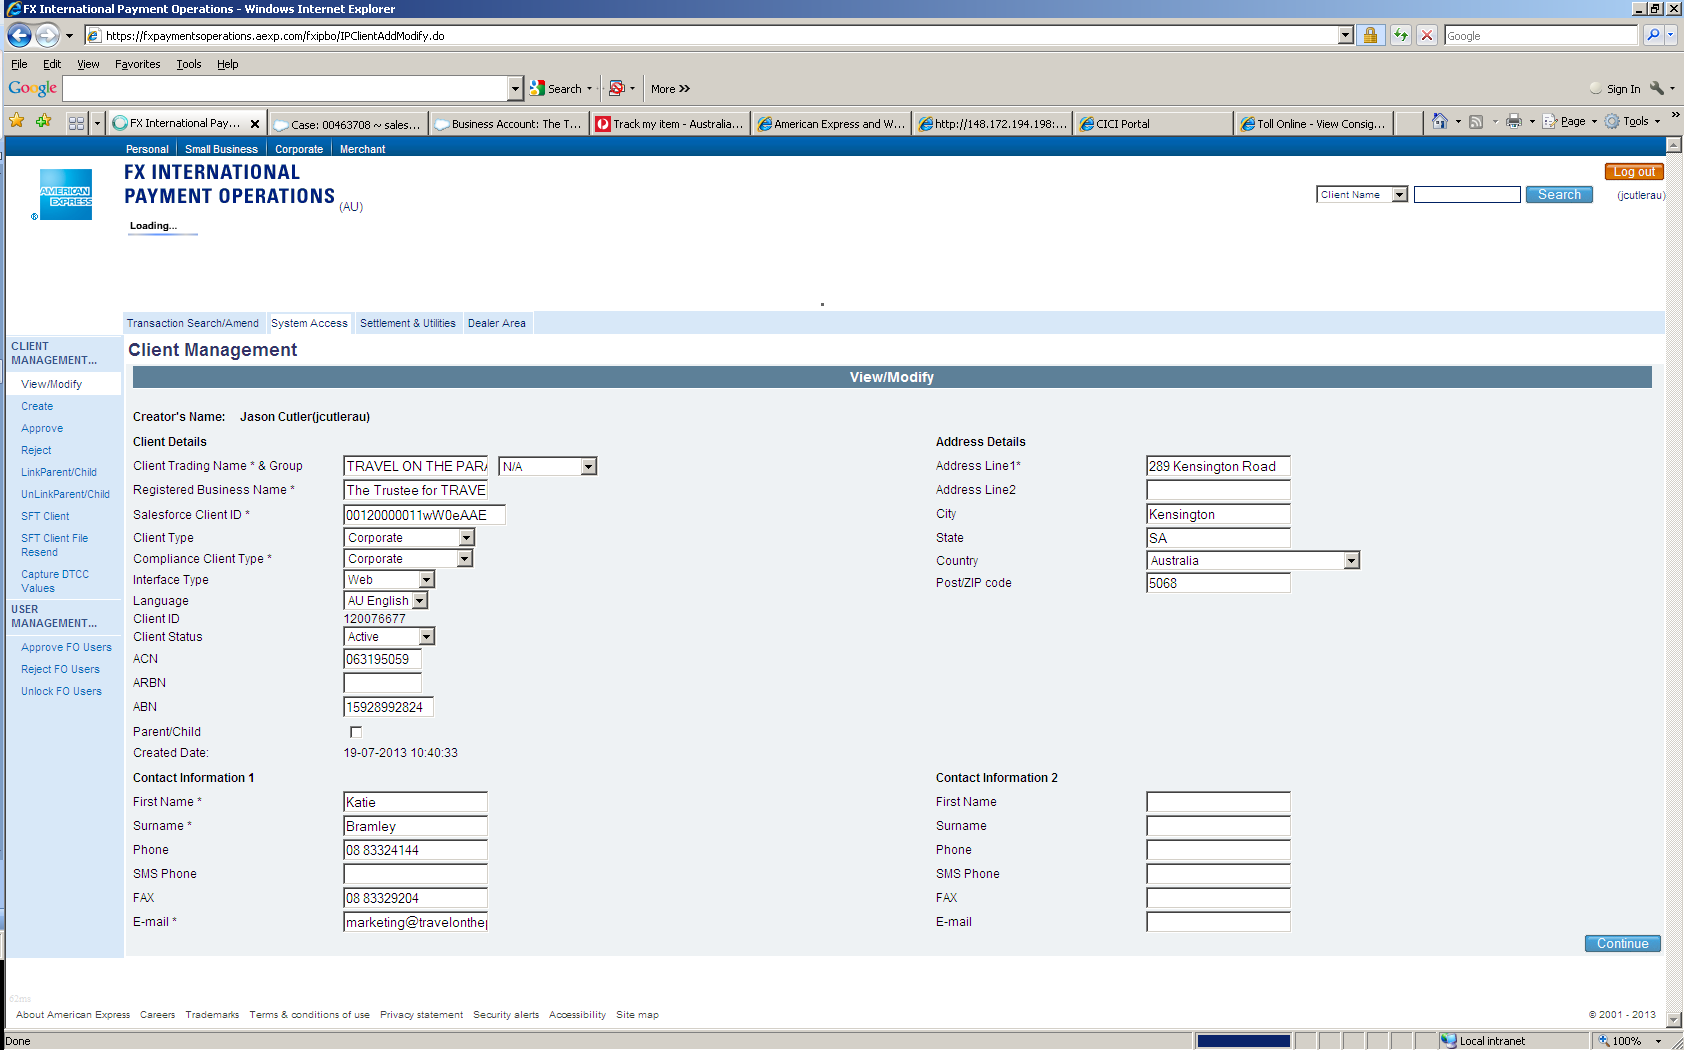 FX International Payment Operations - Windows Internet Explorer
https://fxpaymentsoperations.aexp.com/fxipbo/IPClientAddModify.do
Google
File Edit View Favorites Tools Help
Google Search More »
Sign In
FX International Pay... Case: 00463708 ~ sales... Business Account: The T... Track my item - Australia... American Express and W... http://148.172.194.198:... CICI Portal Toll Online - View Consig... Page Tools »
Personal Small Business Corporate Merchant
AMERICAN EXPRESS ®
FX INTERNATIONAL
PAYMENT OPERATIONS (AU)
Log out
Client Name Search (jcutlerau)
Loading...
Transaction Search/Amend System Access Settlement & Utilities Dealer Area
CLIENT
MANAGEMENT...
View/Modify
Create
Approve
Reject
LinkParent/Child
UnLinkParent/Child
SFT Client
SFT Client File
Resend
Capture DTCC
Values
USER
MANAGEMENT...
Approve FO Users
Reject FO Users
Unlock FO Users
Client Management
View/Modify
Creator's Name: Jason Cutler(jcutlerau)
Client Details
Client Trading Name * & Group TRAVEL ON THE PARA N/A
Registered Business Name * The Trustee for TRAVE
Salesforce Client ID * 00120000011wW0eAAE
Client Type Corporate
Compliance Client Type * Corporate
Interface Type Web
Language AU English
Client ID 120076677
Client Status Active
ACN 063195059
ARBN
ABN 15928992824
Parent/Child
Created Date: 19-07-2013 10:40:33
Address Details
Address Line1* 289 Kensington Road
Address Line2
City Kensington
State SA
Country Australia
Post/ZIP code 5068
Contact Information 1
First Name * Katie
Surname * Bramley
Phone 08 83324144
SMS Phone
FAX 08 83329204
E-mail * marketing@travelonthep
Contact Information 2
First Name
Surname
Phone
SMS Phone
FAX
E-mail
Continue
62ms
About American Express Careers Trademarks Terms & conditions of use Privacy statement Security alerts Accessibility Site map © 2001 - 2013
Done Local intranet 100%